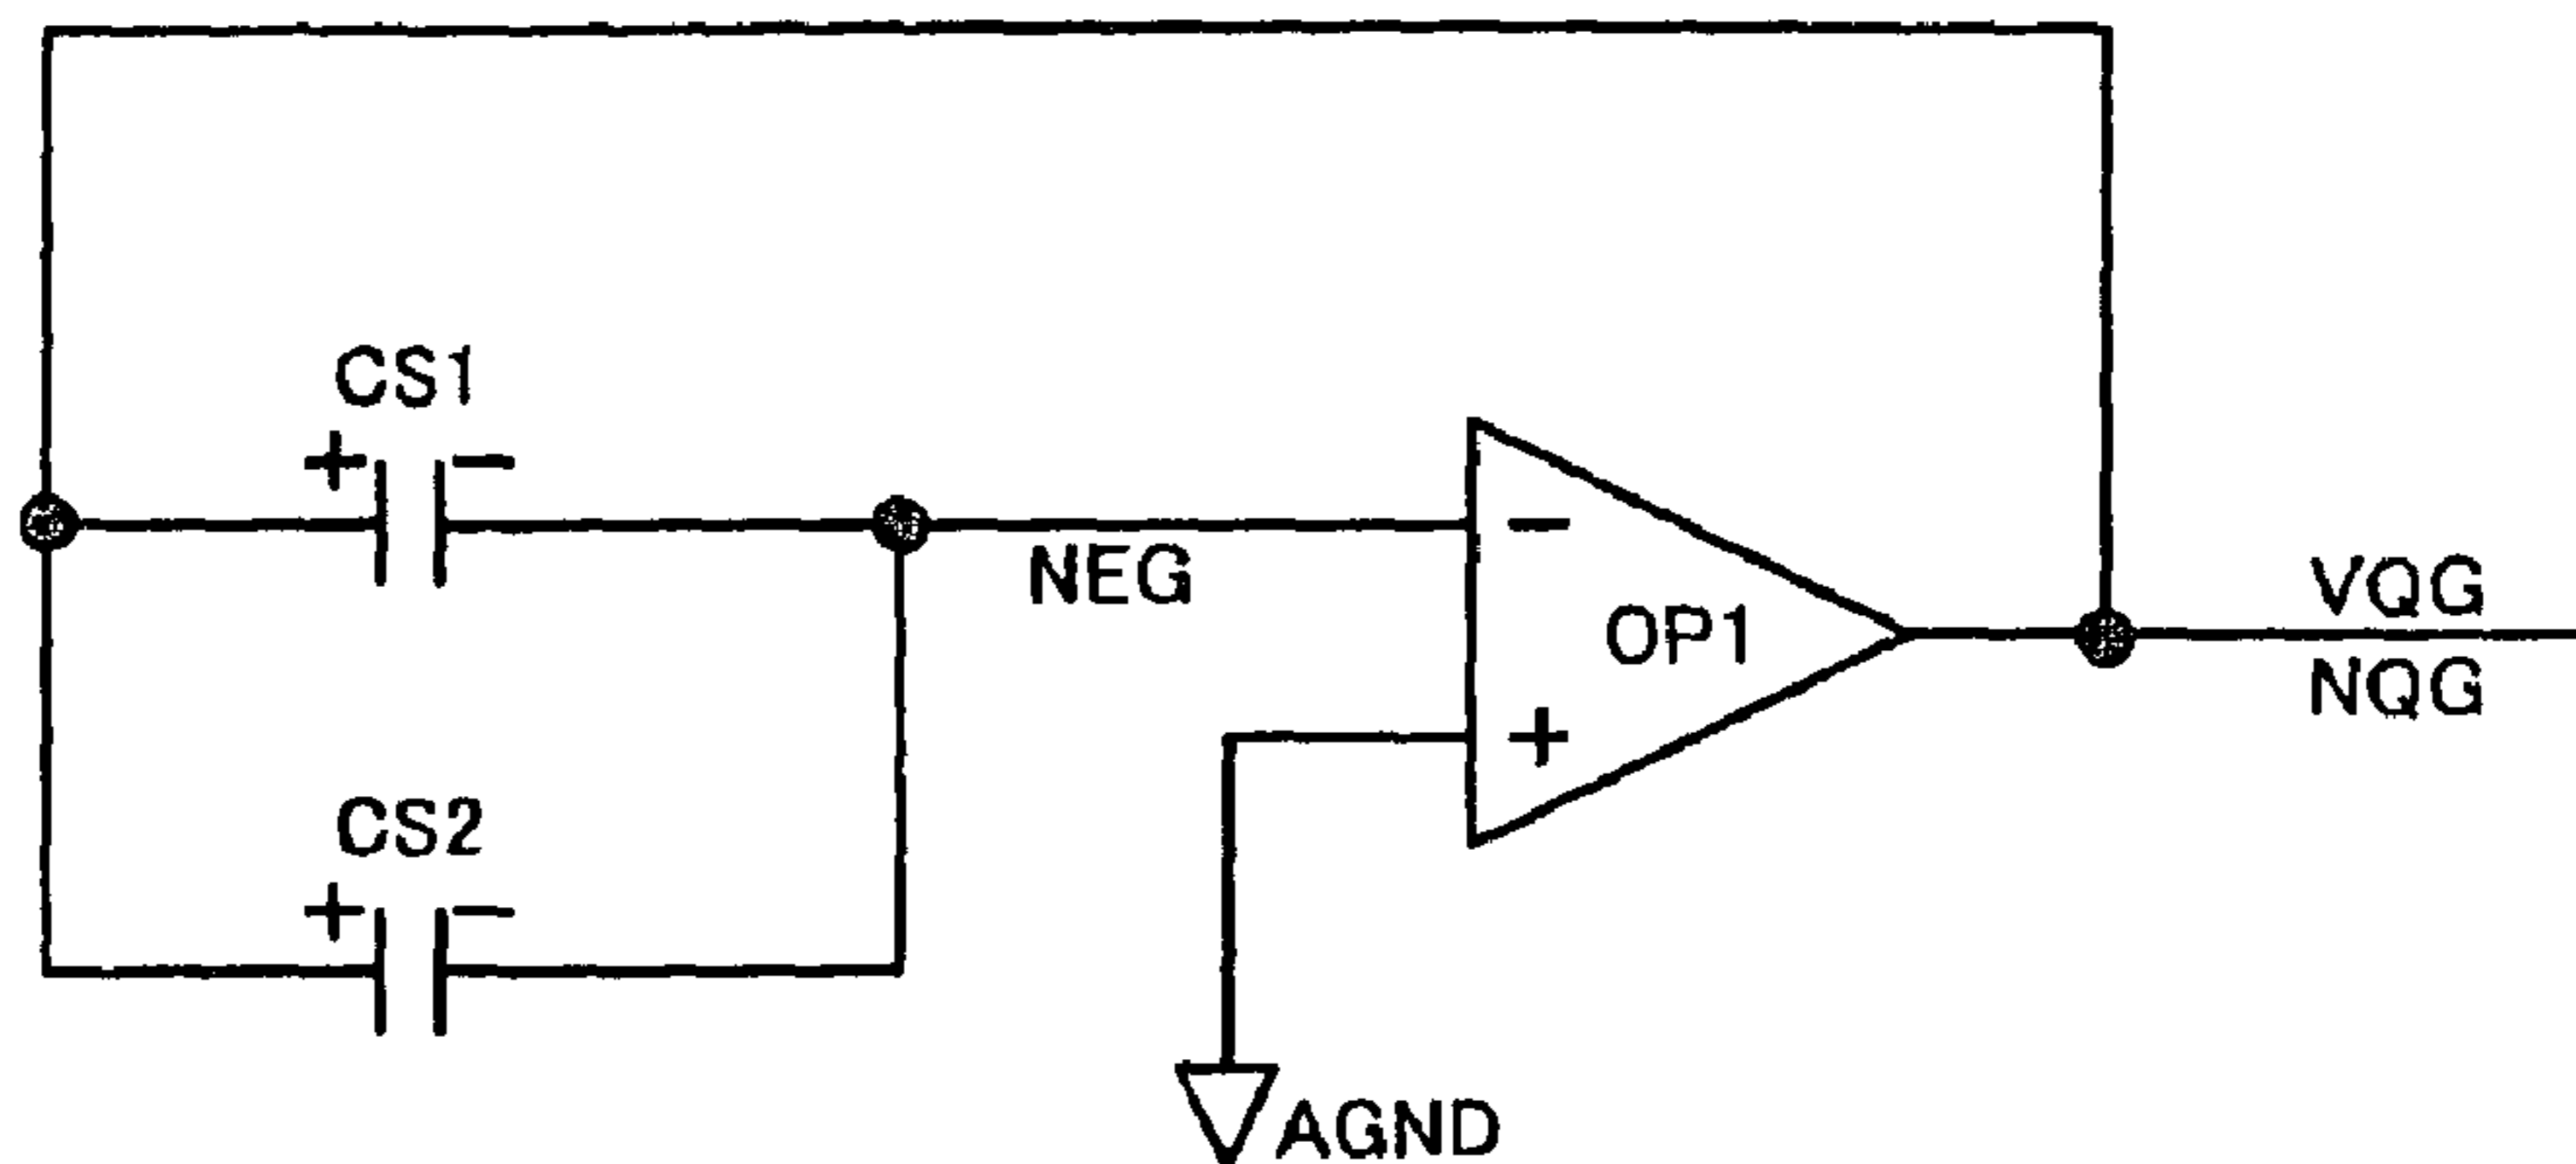 CS1
+ −
NEG
−
OP1
+
VQG
NQG
CS2
+ −
AGND